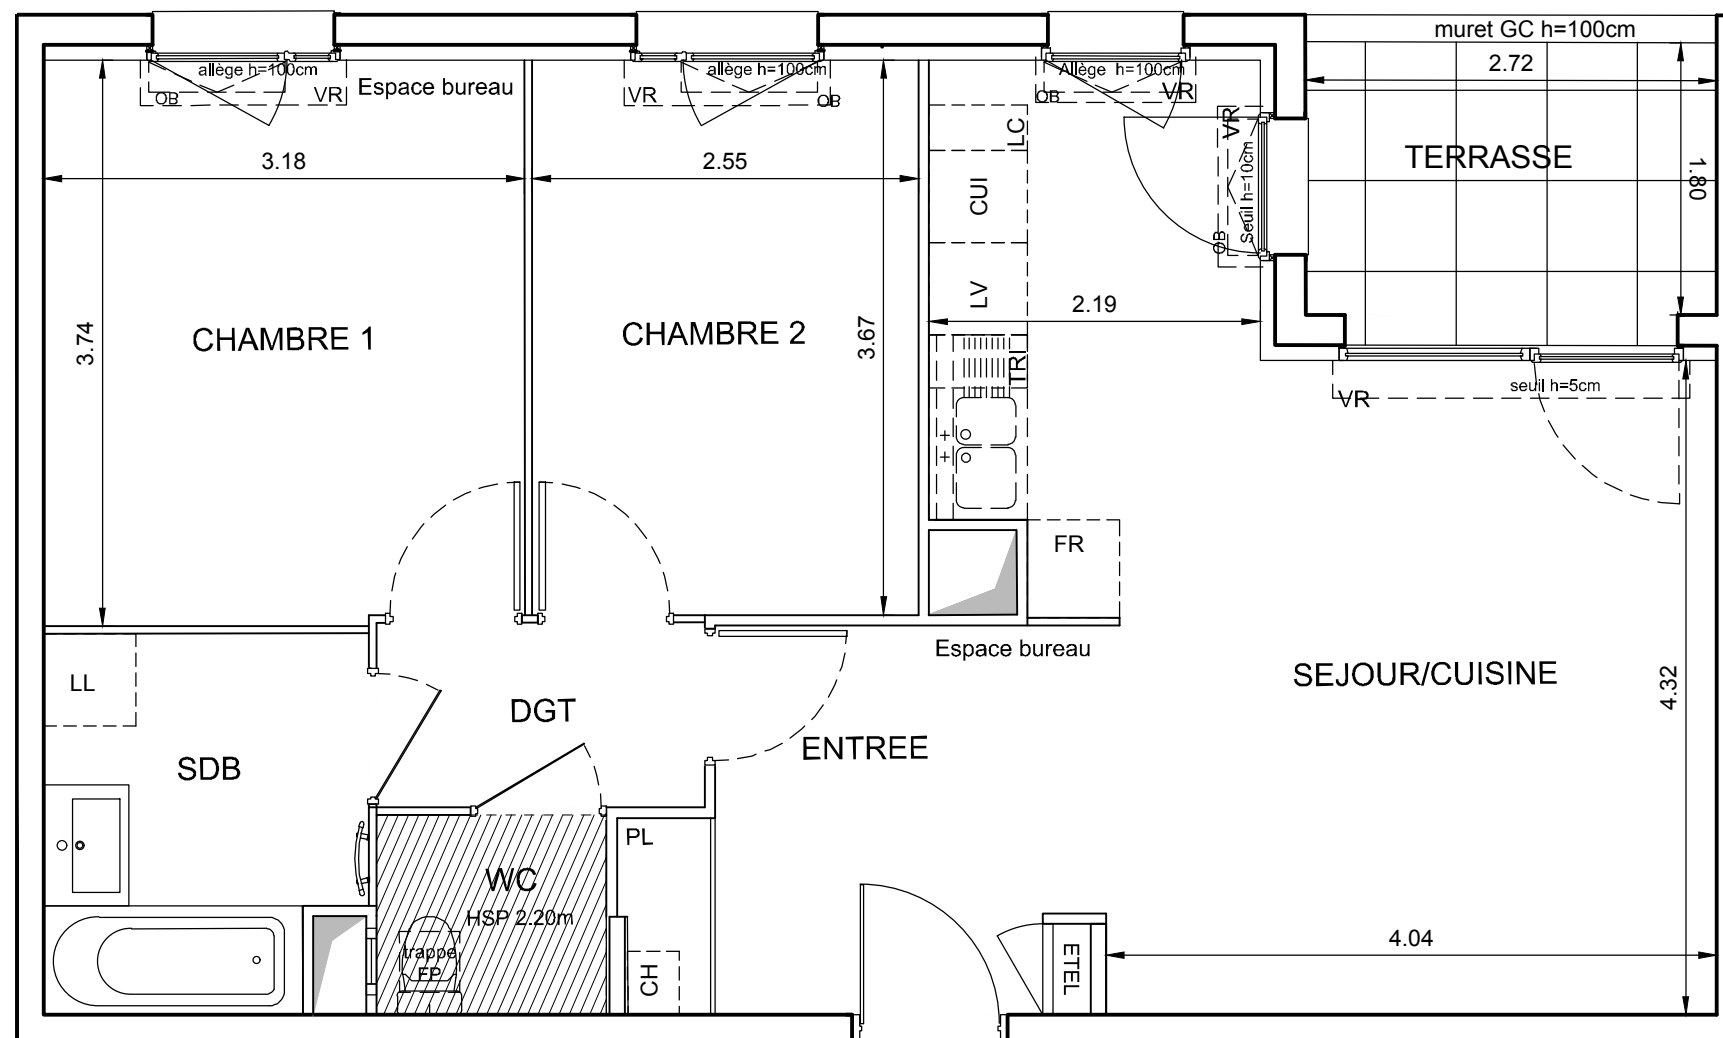 muret GC h=100cm
2.72
allège h=100cm
OB
VR
Espace bureau
allège h=100cm
VR
OB
Allège h=100cm
OB
VR
VR
Seuil h=10cm
OB
LC
CUI
LV
TRI
TERRASSE
1.80
3.18
2.55
2.19
3.74
CHAMBRE 1
CHAMBRE 2
3.67
seuil h=5cm
VR
FR
Espace bureau
SEJOUR/CUISINE
4.32
LL
DGT
ENTREE
SDB
PL
WC
HSP 2.20m
trappe
FP
CH
ETEL
4.04